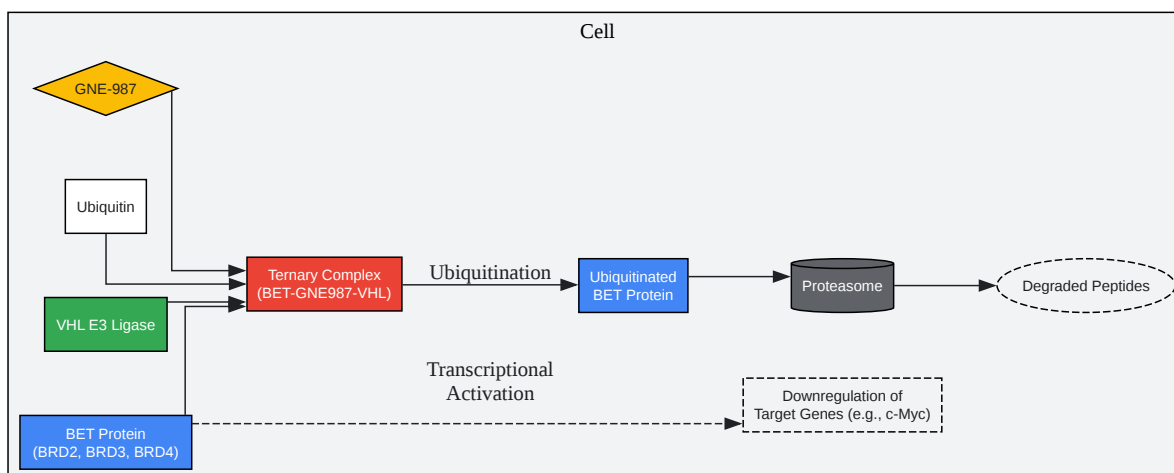 Cell
GNE-987
Ubiquitin
Ternary Complex
(BET-GNE987-VHL)
Ubiquitination
Ubiquitinated
BET Protein
Proteasome
Degraded Peptides
VHL E3 Ligase
Transcriptional
Activation
Downregulation of
Target Genes (e.g., c-Myc)
BET Protein
(BRD2, BRD3, BRD4)